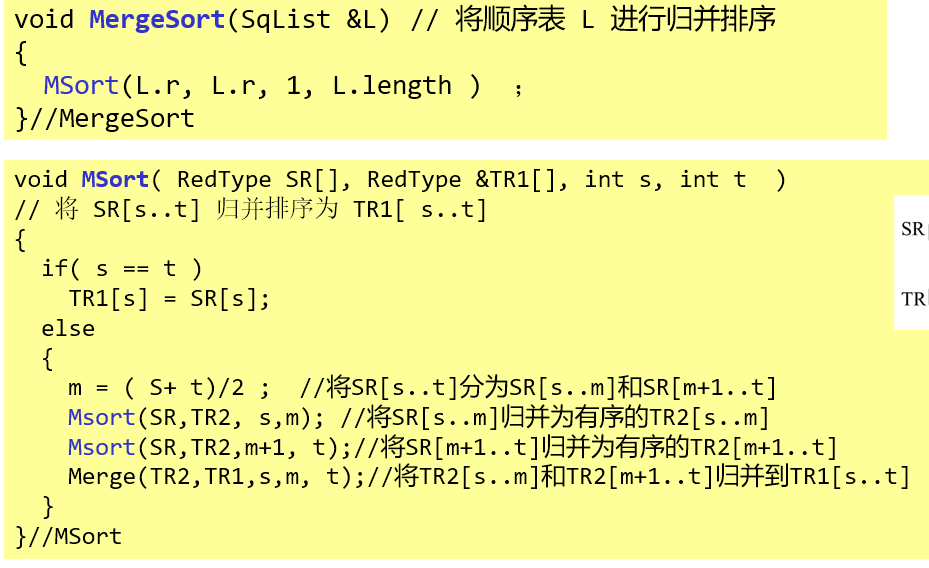 void MergeSort(SqList &L) // 将顺序表 L 进行归并排序
{
MSort(L.r, L.r, 1, L.length ) ;
}//MergeSort
void MSort( RedType SR[], RedType &TR1[], int s, int t )
// 将 SR[s..t] 归并排序为 TR1[ s..t]
{
if( s == t )
TR1[s] = SR[s];
else
{
m = ( S+ t)/2 ; //将SR[s..t]分为SR[s..m]和SR[m+1..t]
Msort(SR,TR2, s,m); //将SR[s..m]归并为有序的TR2[s..m]
Msort(SR,TR2,m+1, t);//将SR[m+1..t]归并为有序的TR2[m+1..t]
Merge(TR2,TR1,s,m, t);//将TR2[s..m]和TR2[m+1..t]归并到TR1[s..t]
}
}//MSort
SR
TR